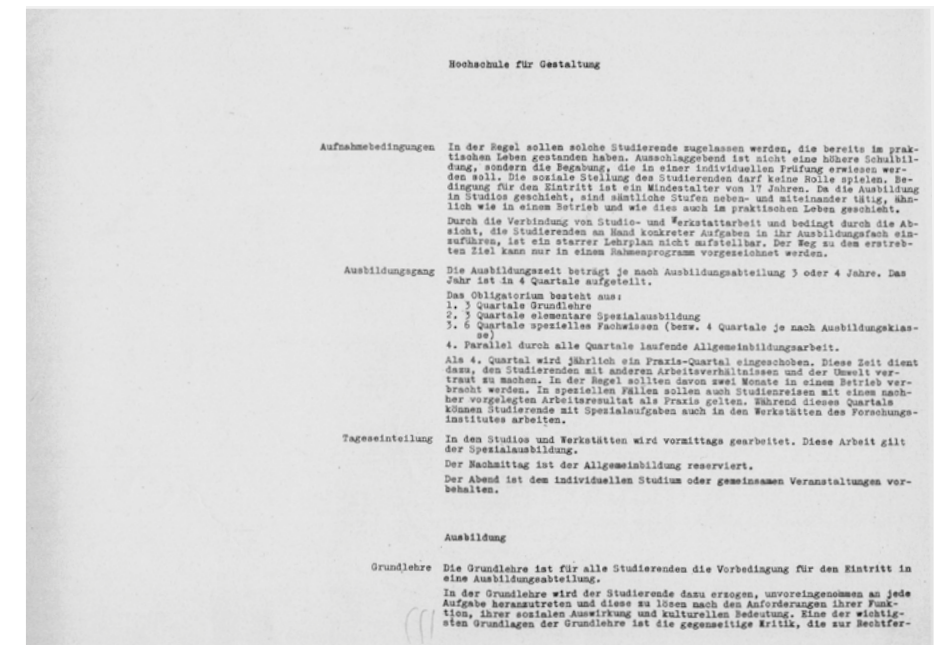 Hochschule für Gestaltung
Aufnahmebedingungen
In der Regel sollen solche Studierende zugelassen werden, die bereits im prak-
tischen Leben gestanden haben. Ausschlaggebend ist nicht eine höhere Schulbil-
dung, sondern die Begabung, die in einer individuellen Prüfung erwiesen wer-
den soll. Die soziale Stellung des Studierenden darf keine Rolle spielen. Be-
dingung für den Eintritt ist ein Mindestalter von 17 Jahren. Da die Ausbildung
in Studios geschieht, sind sämtliche Stufen neben- und miteinander tätig, ähn-
lich wie in einem Betrieb und wie dies auch im praktischen Leben geschieht.
Durch die Verbindung von Studio- und Werkstattarbeit und bedingt durch die Ab-
sicht, die Studierenden an Hand konkreter Aufgaben in ihr Ausbildungsfach ein-
zuführen, ist ein starrer Lehrplan nicht aufstellbar. Der Weg zu dem erstreb-
ten Ziel kann nur in einem Rahmenprogramm vorgezeichnet werden.
Ausbildungsgang
Die Ausbildungszeit beträgt je nach Ausbildungsabteilung 3 oder 4 Jahre. Das
Jahr ist in 4 Quartale aufgeteilt.
Das Obligatorium besteht aus:
1. 3 Quartale Grundlehre
2. 3 Quartale elementare Spezialausbildung
3. 6 Quartale spezielles Fachwissen (bezw. 4 Quartale je nach Ausbildungsklas-
se)
4. Parallel durch alle Quartale laufende Allgemeinbildungsarbeit.
Als 4. Quartal wird jährlich ein Praxis-Quartal eingeschoben. Diese Zeit dient
dazu, den Studierenden mit anderen Arbeitsverhältnissen und der Umwelt ver-
traut zu machen. In der Regel sollten davon zwei Monate in einem Betrieb ver-
bracht werden. In speziellen Fällen sollen auch Studienreisen mit einem nach-
her vorgelegten Arbeitsresultat als Praxis gelten. Während dieses Quartals
können Studierende mit Spezialaufgaben auch in den Werkstätten des Forschungs-
institutes arbeiten.
Tageseinteilung
In den Studios und Werkstätten wird vormittags gearbeitet. Diese Arbeit gilt
der Spezialausbildung.
Der Nachmittag ist der Allgemeinbildung reserviert.
Der Abend ist dem individuellen Studium oder gemeinsamen Veranstaltungen vor-
behalten.
Ausbildung
Grundlehre
Die Grundlehre ist für alle Studierenden die Vorbedingung für den Eintritt in
eine Ausbildungsabteilung.
In der Grundlehre wird der Studierende dazu erzogen, unvoreingenommen an jede
Aufgabe heranzutreten und diese zu lösen nach den Anforderungen ihrer Funk-
tion, ihrer sozialen Auswirkung und kulturellen Bedeutung. Eine der wichtig-
sten Grundlagen der Grundlehre ist die gegenseitige Kritik, die zur Rechtfer-